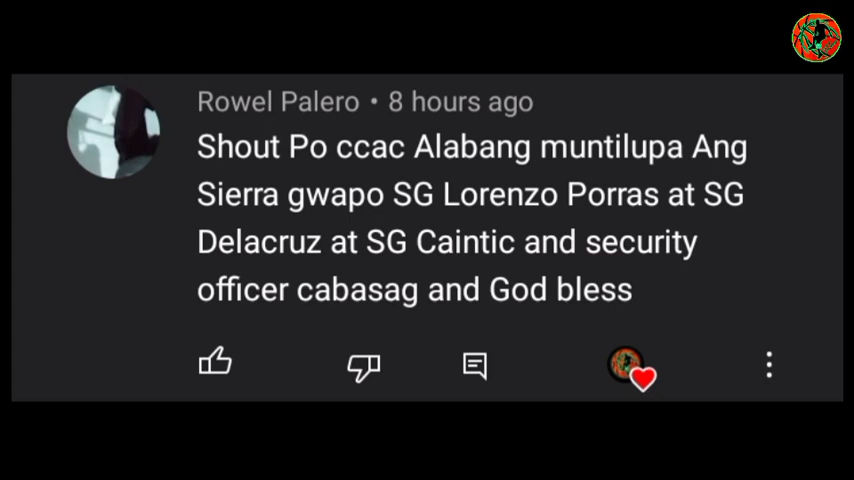 Rowel Palero • 8 hours ago
Shout Po ccac Alabang muntilupa Ang
Sierra gwapo SG Lorenzo Porras at SG
Delacruz at SG Caintic and security
officer cabasag and God bless